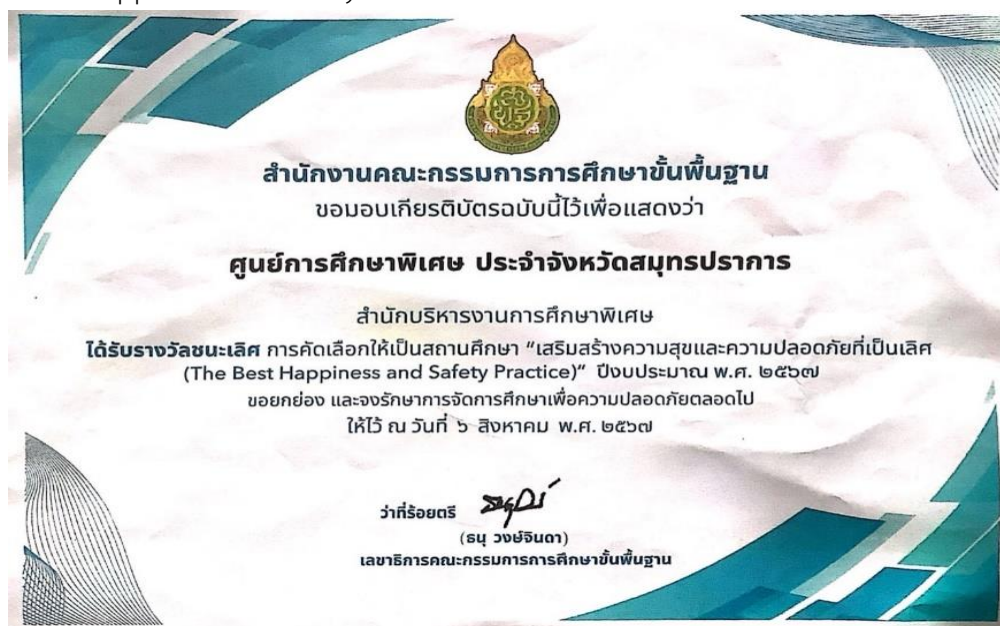 สำนักงานคณะกรรมการการศึกษาขั้นพื้นฐาน
ขอมอบเกียรติบัตรฉบับนี้ไว้เพื่อแสดงว่า
ศูนย์การศึกษาพิเศษ ประจำจังหวัดสมุทรปราการ
สำนักบริหารงานการศึกษาพิเศษ
ได้รับรางวัลชนะเลิศ การคัดเลือกให้เป็นสถานศึกษา “เสริมสร้างความสุขและความปลอดภัยที่เป็นเลิศ
(The Best Happiness and Safety Practice)” ปีงบประมาณ พ.ศ. ๒๕๖๗
ขอยกย่อง และจงรักษาการจัดการศึกษาเพื่อความปลอดภัยตลอดไป
ให้ไว้ ณ วันที่ ๖ สิงหาคม พ.ศ. ๒๕๖๗
ว่าที่ร้อยตรี
(ธนุ วงษ์จินดา)
เลขาธิการคณะกรรมการการศึกษาขั้นพื้นฐาน